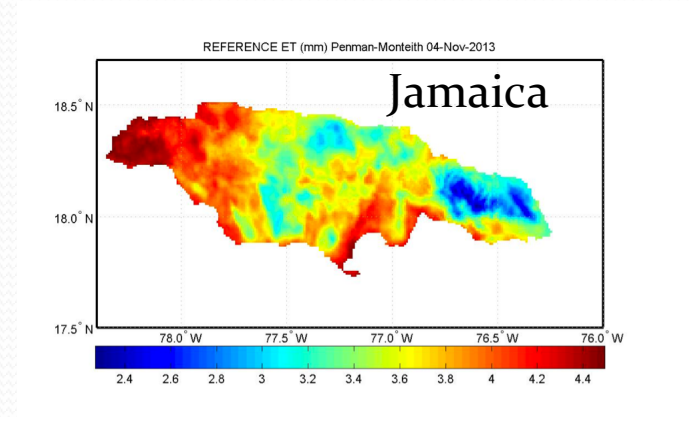 REFERENCE ET (mm) Penman-Monteith 04-Nov-2013
Jamaica
18.5° N
18.0° N
17.5° N
78.0° W 77.5° W 77.0° W 76.5° W 76.0° W
2.4 2.6 2.8 3 3.2 3.4 3.6 3.8 4 4.2 4.4